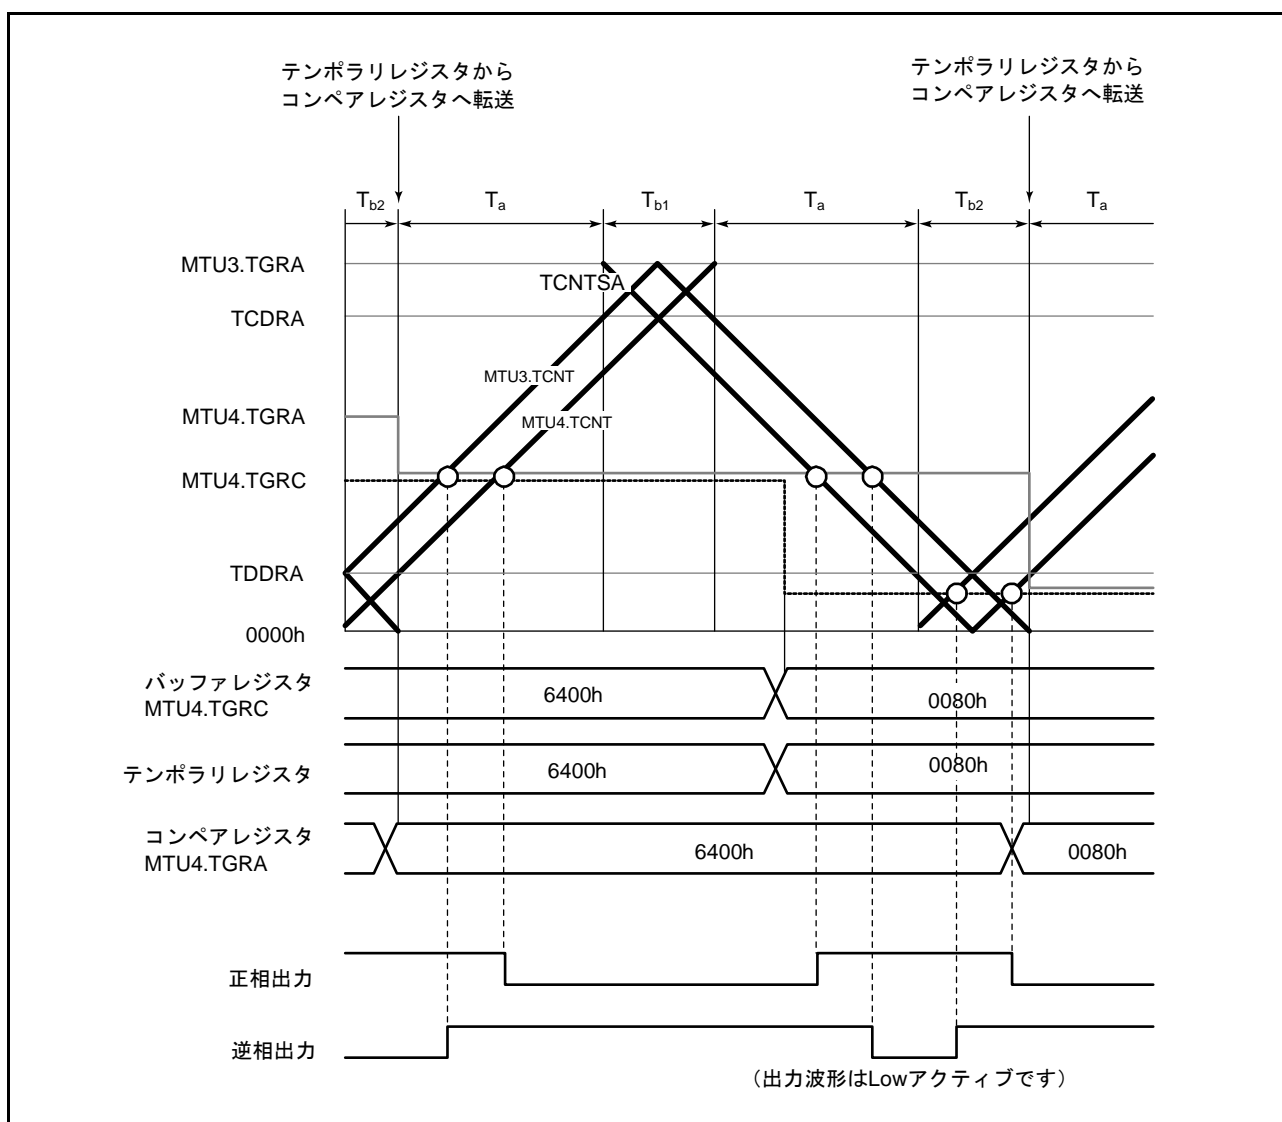 テンポラリレジスタから
コンペアレジスタへ転送
テンポラリレジスタから
コンペアレジスタへ転送
Tb2
Ta
Tb1
Ta
Tb2
Ta
MTU3.TGRA
TCNTSA
TCDRA
MTU3.TCNT
MTU4.TGRA
MTU4.TCNT
MTU4.TGRC
TDDRA
0000h
バッファレジスタ
MTU4.TGRC
6400h
0080h
テンポラリレジスタ
6400h
0080h
コンペアレジスタ
MTU4.TGRA
6400h
0080h
正相出力
逆相出力
（出力波形はLowアクティブです）